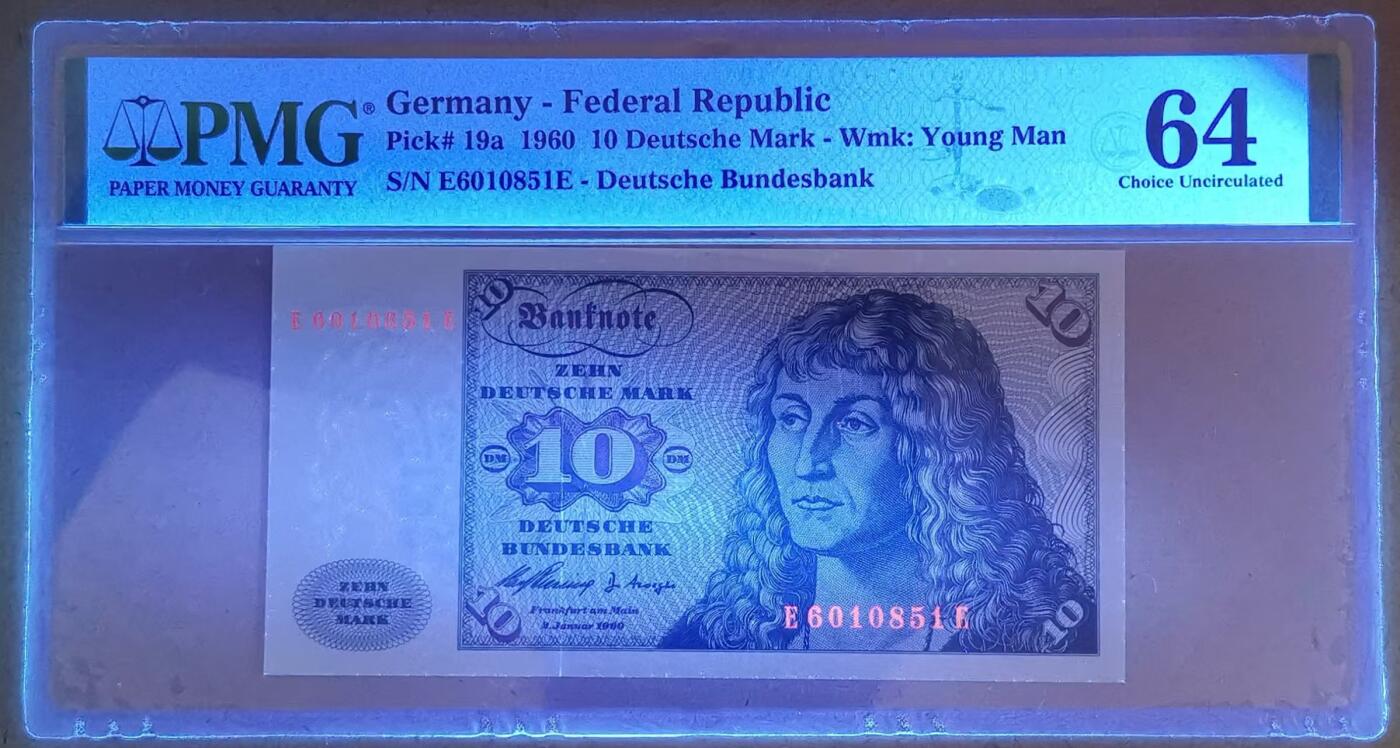 PMG®
PAPER MONEY GUARANTY
Germany - Federal Republic
Pick# 19a 1960 10 Deutsche Mark - Wmk: Young Man
S/N E6010851E - Deutsche Bundesbank
64
Choice Uncirculated
10
Banknote
10
E6010851E
ZEHN
DEUTSCHE MARK
DM 10 DM
DEUTSCHE
BUNDESBANK
ZEHN
DEUTSCHE
MARK
10
Frankfurt am Main
2. Januar 1960
E6010851E
10